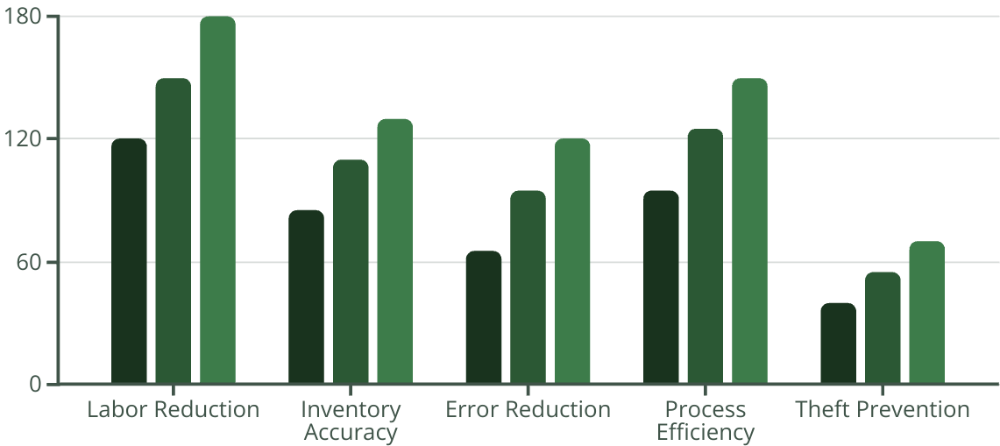 180
120
60
0
Labor Reduction
Inventory
Accuracy
Error Reduction
Process
Efficiency
Theft Prevention